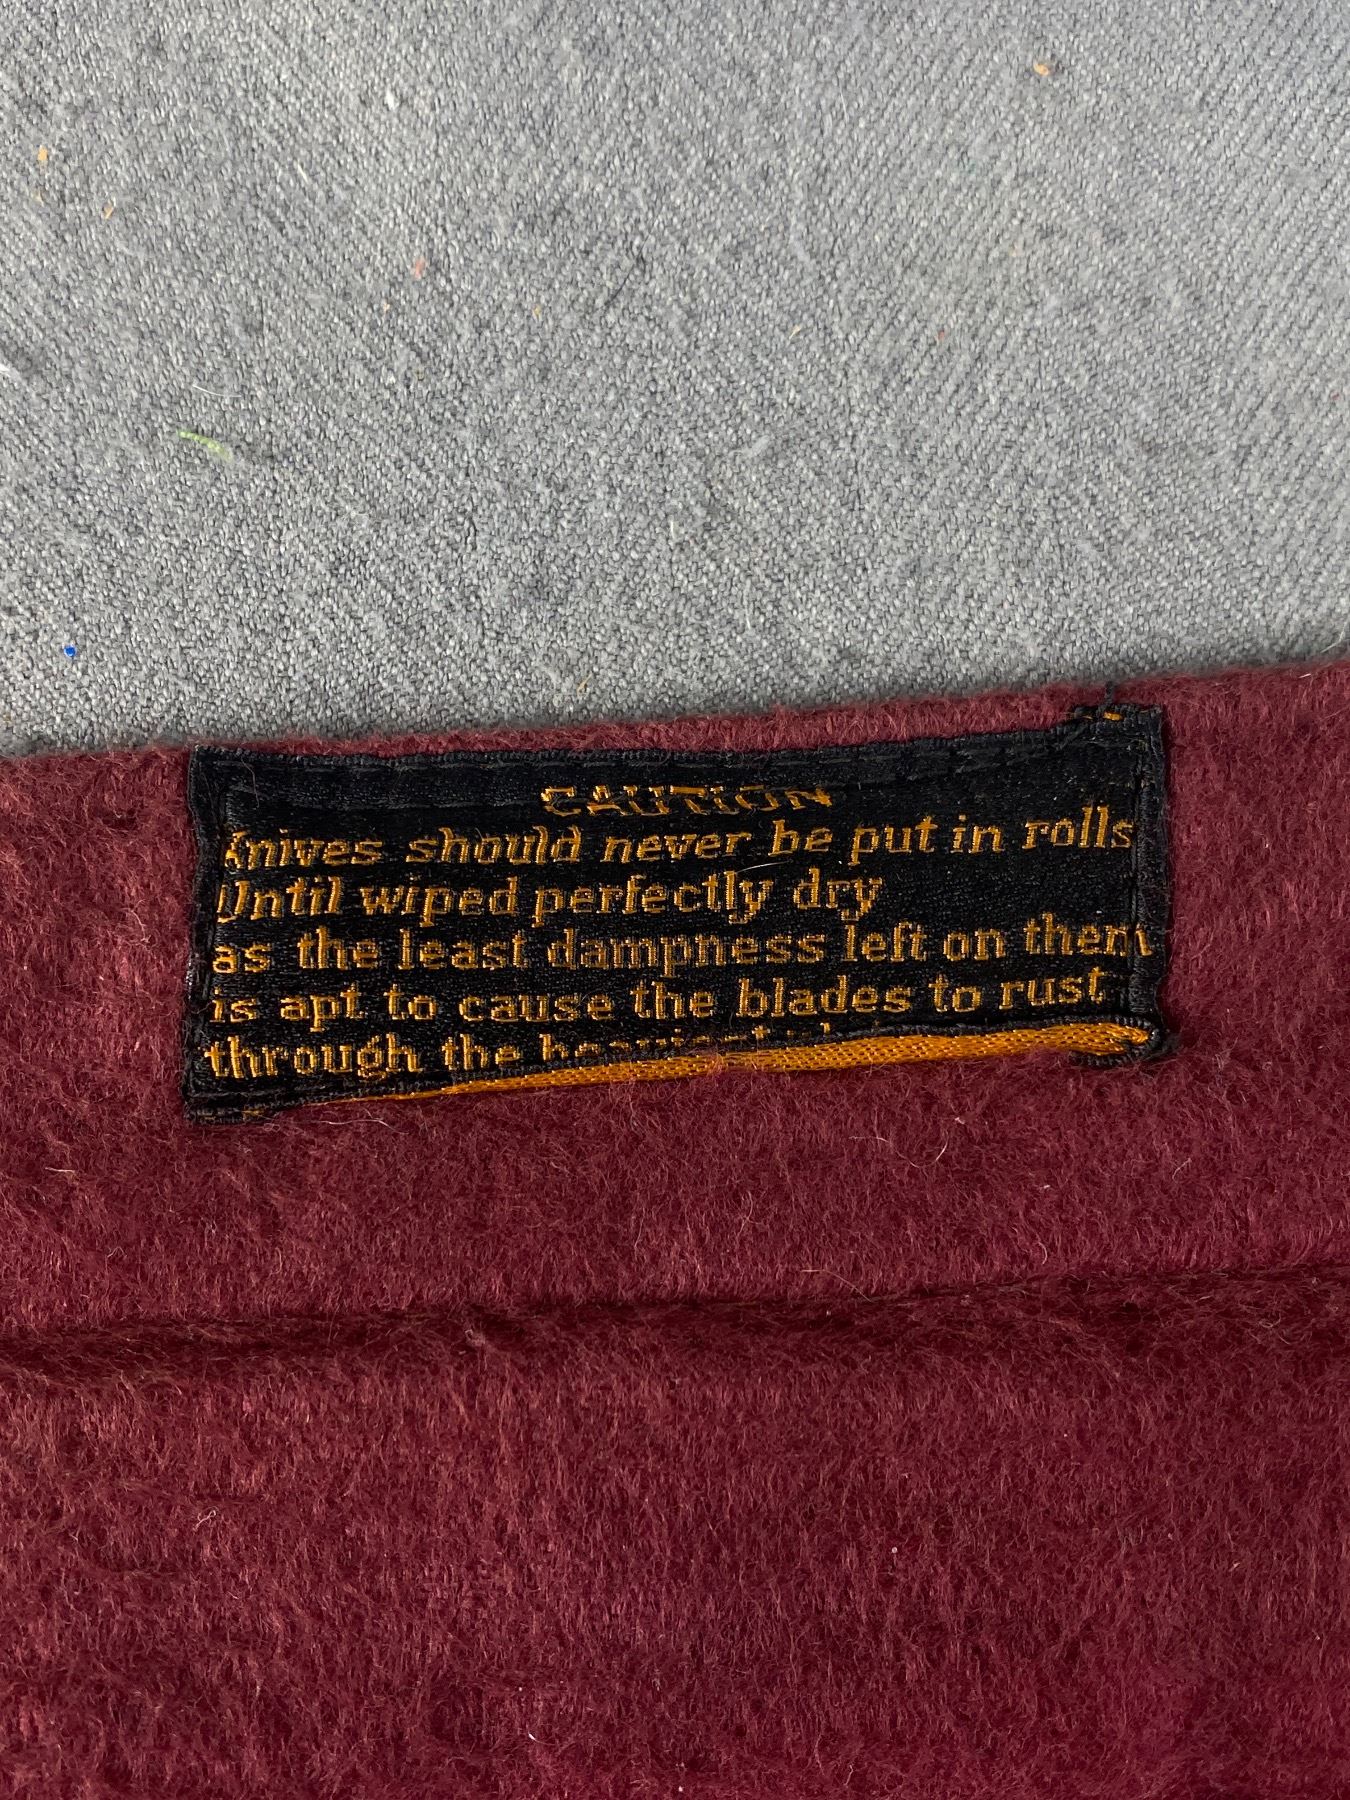 CAUTION
Knives should never be put in rolls
Until wiped perfectly dry
as the least dampness left on them
is apt to cause the blades to rust
through the heaviest